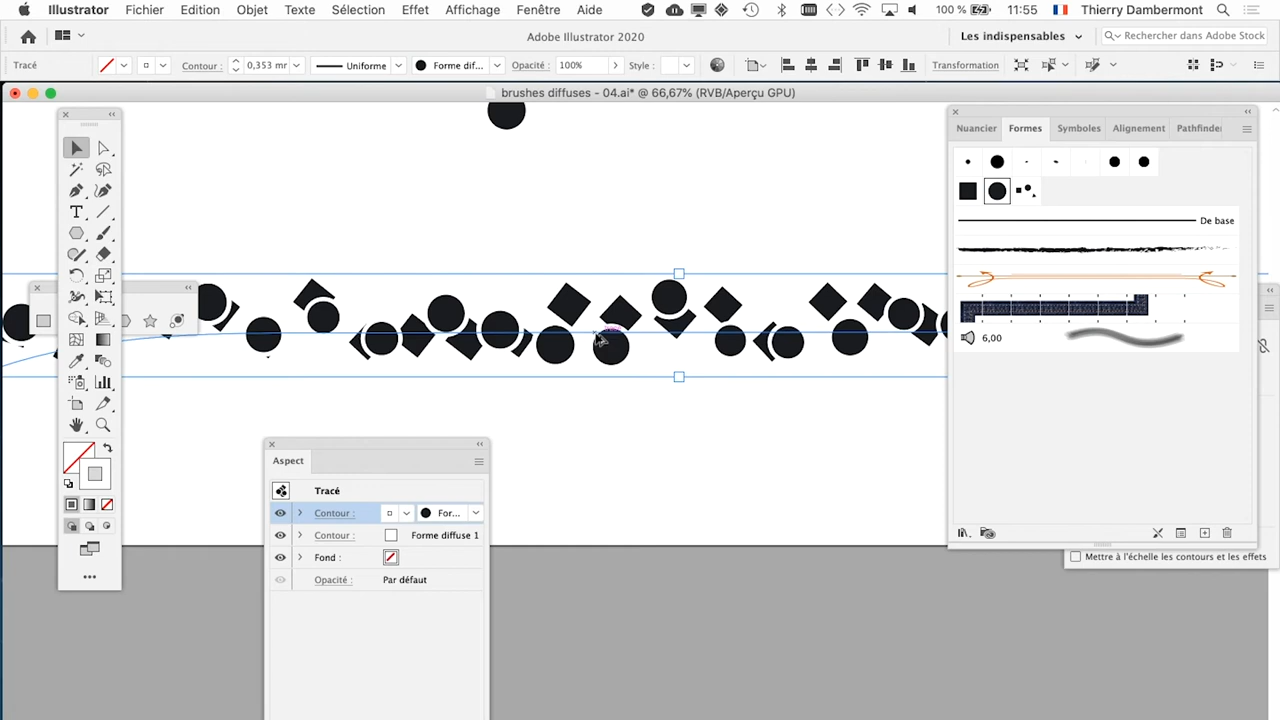 Illustrator Fichier Edition Objet Texte Sélection Effet Affichage Fenêtre Aide 100 % 11:55 Thierry Dambermont
Adobe Illustrator 2020 Les indispensables Rechercher dans Adobe Stock
Tracé Contour : 0,353 mr Uniforme Forme dif... Opacité : 100% Style : Transformation
brushes diffuses - 04.ai* @ 66,67% (RVB/Aperçu GPU)
Nuancier Formes Symboles Alignement Pathfinde
De base
6,00
Aspect
Tracé
Contour : For...
Contour : Forme diffuse 1
Fond :
Opacité : Par défaut
Mettre à l'échelle les contours et les effets